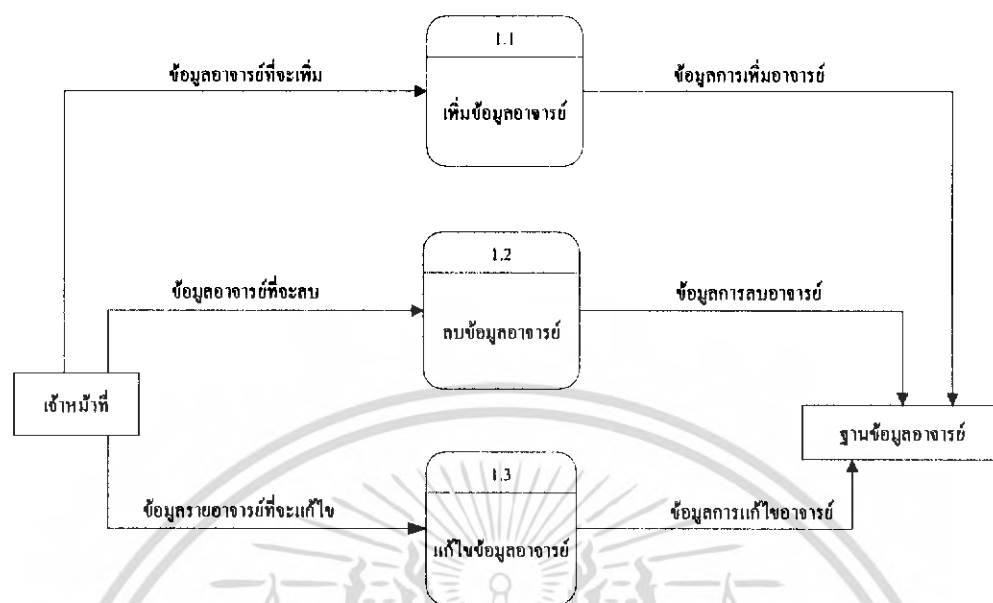 1.1
ข้อมูลอาจารย์ที่จะเพิ่ม
ข้อมูลการเพิ่มอาจารย์
เพิ่มข้อมูลอาจารย์
1.2
ข้อมูลอาจารย์ที่จะลบ
ข้อมูลการลบอาจารย์
ลบข้อมูลอาจารย์
เจ้าหน้าที่
ฐานข้อมูลอาจารย์
1.3
ข้อมูลรายอาจารย์ที่จะแก้ไข
ข้อมูลการแก้ไขอาจารย์
แก้ไขข้อมูลอาจารย์